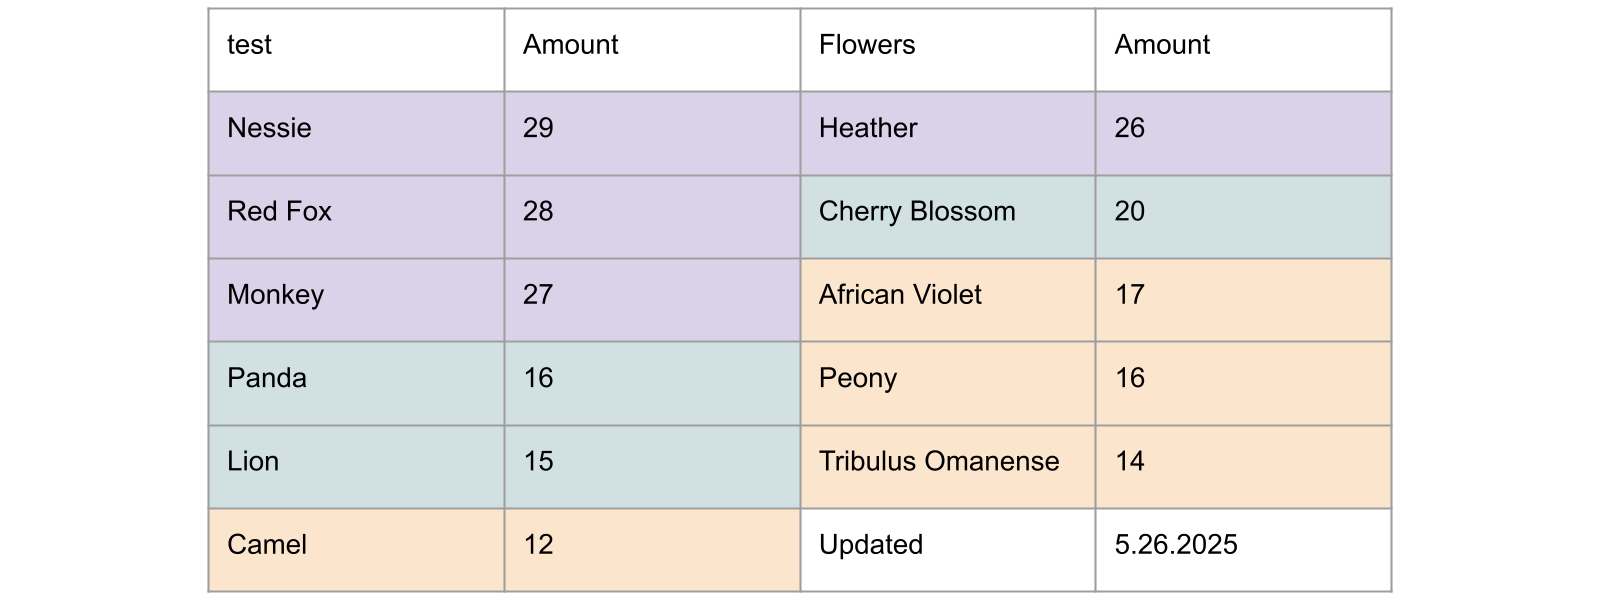 test Amount Flowers Amount
Nessie 29 Heather 26
Red Fox 28 Cherry Blossom 20
Monkey 27 African Violet 17
Panda 16 Peony 16
Lion 15 Tribulus Omanense 14
Camel 12 Updated 5.26.2025